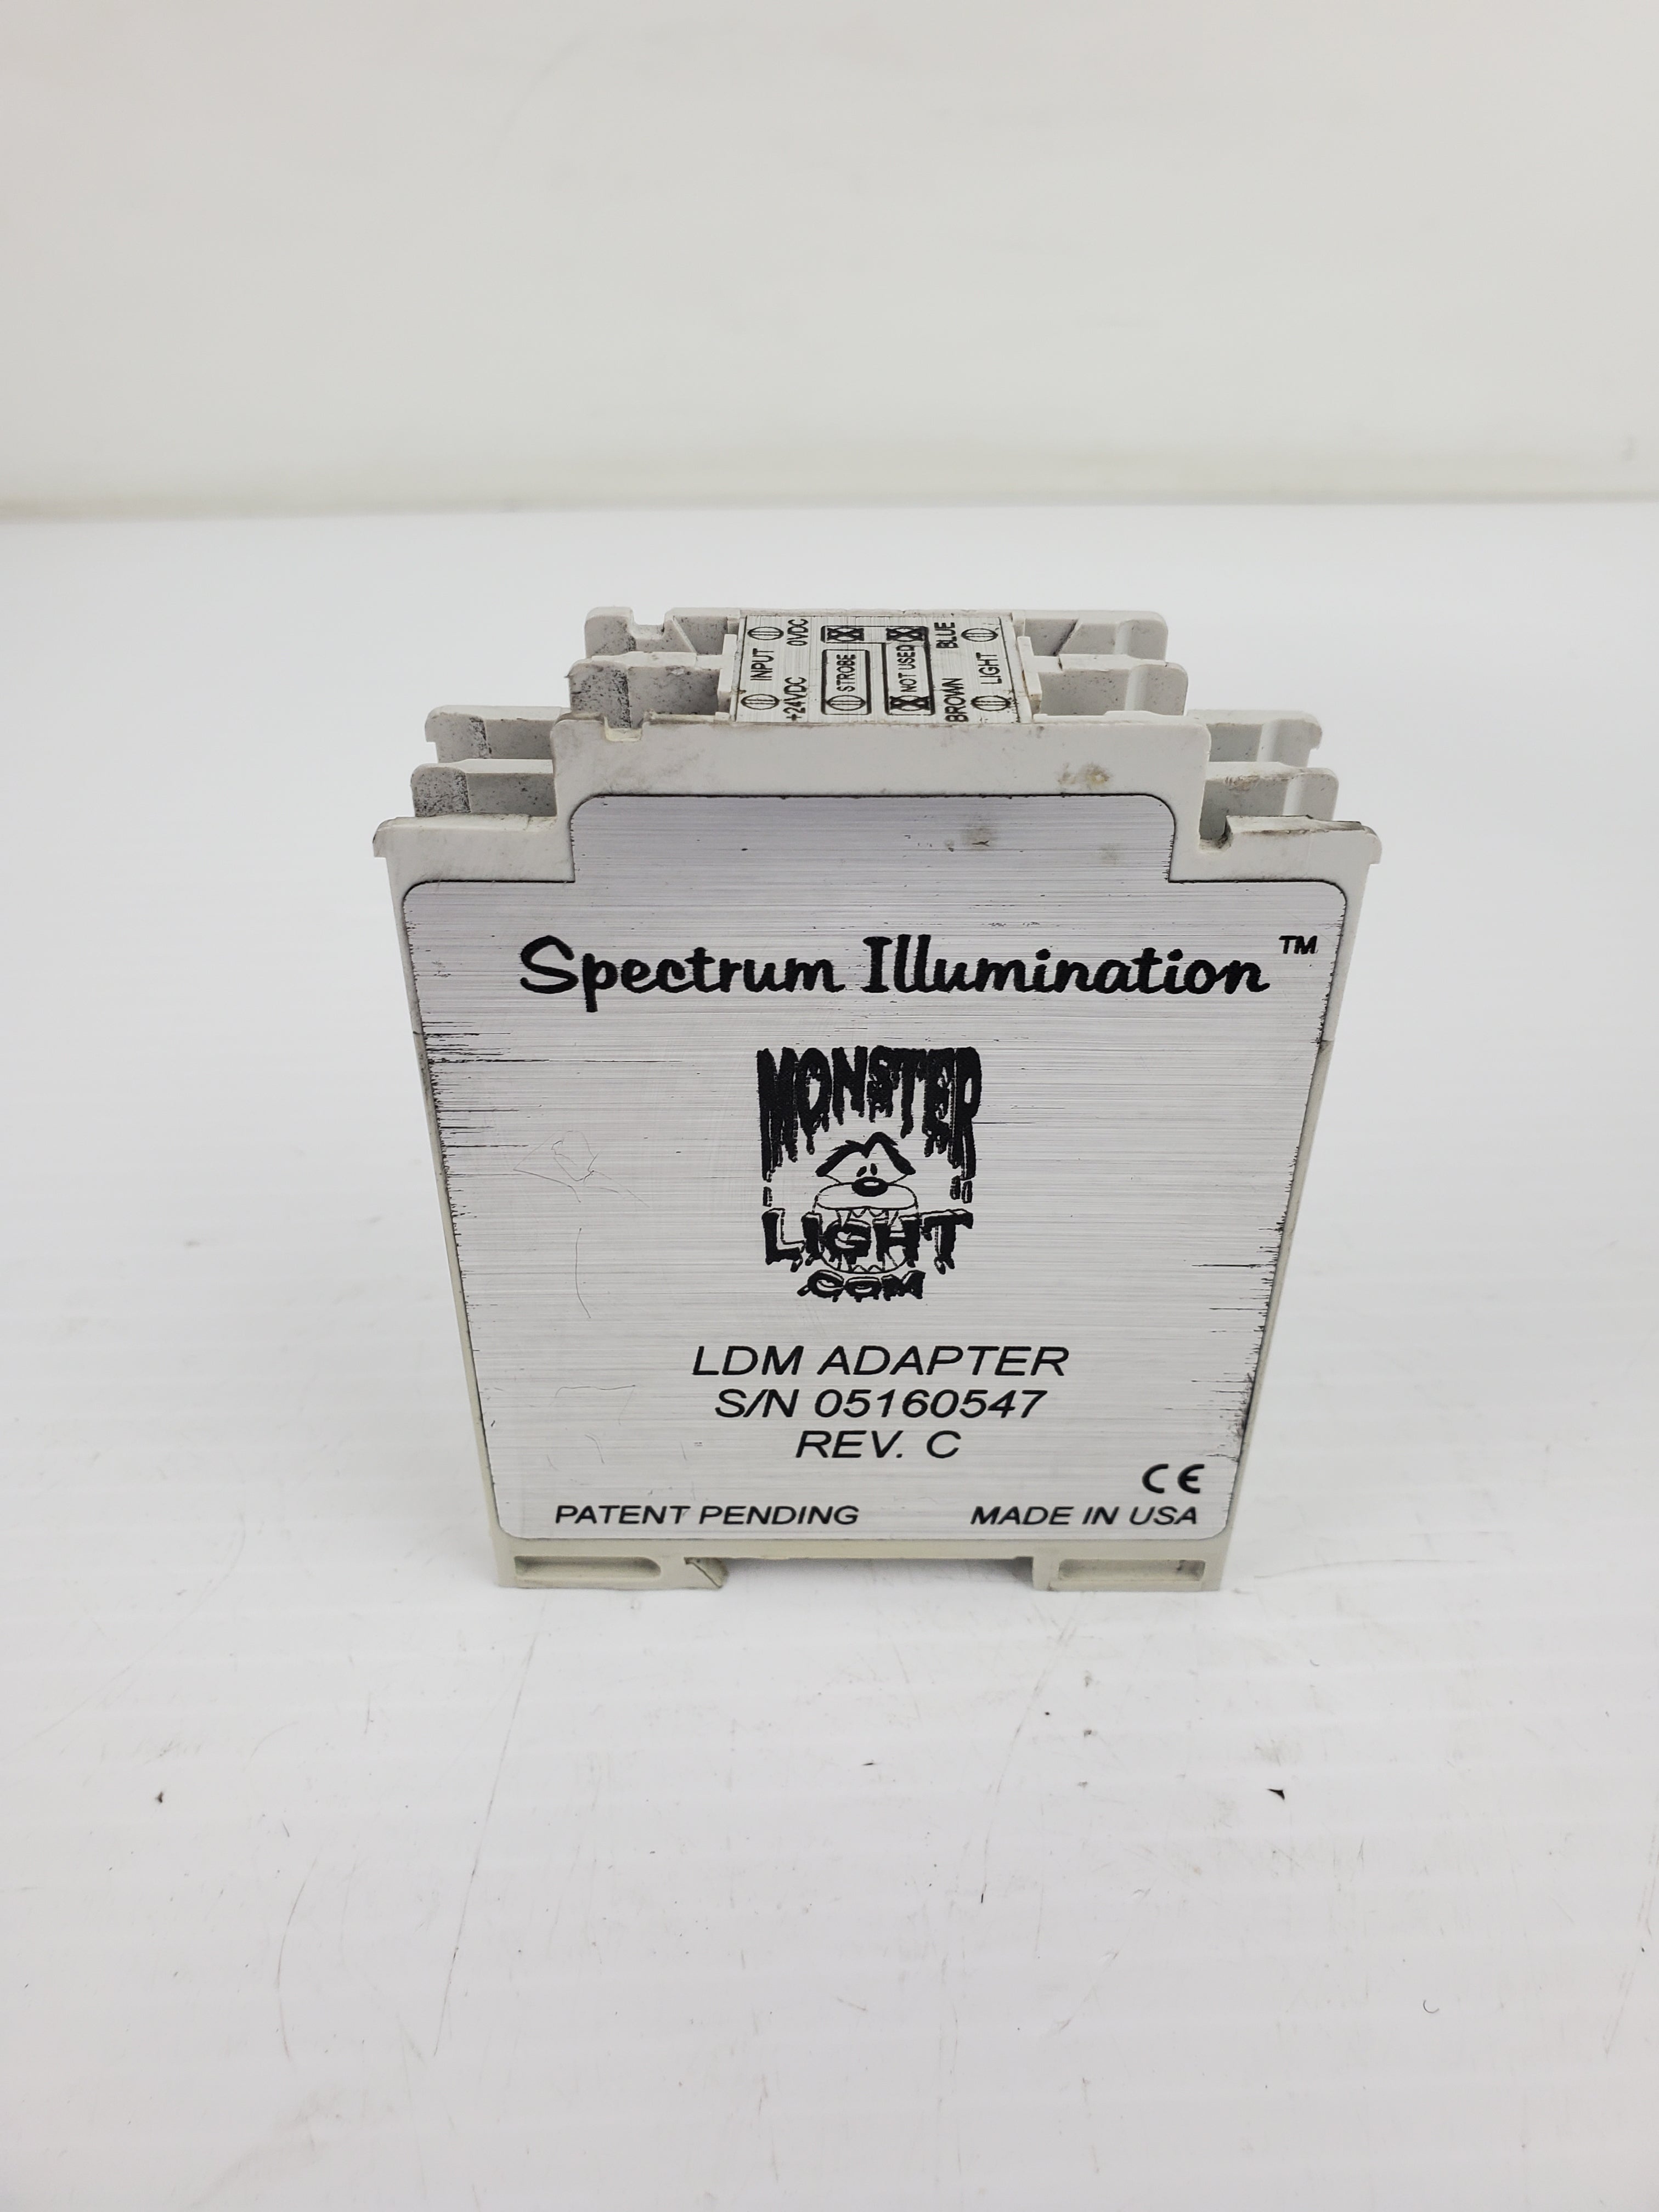 INPUT
+24VDC 0VDC
STROBE
NOT USED
BROWN BLUE
LIGHT
Spectrum Illumination™
MONSTER
LIGHT
.COM
LDM ADAPTER
S/N 05160547
REV. C
CE
PATENT PENDING MADE IN USA